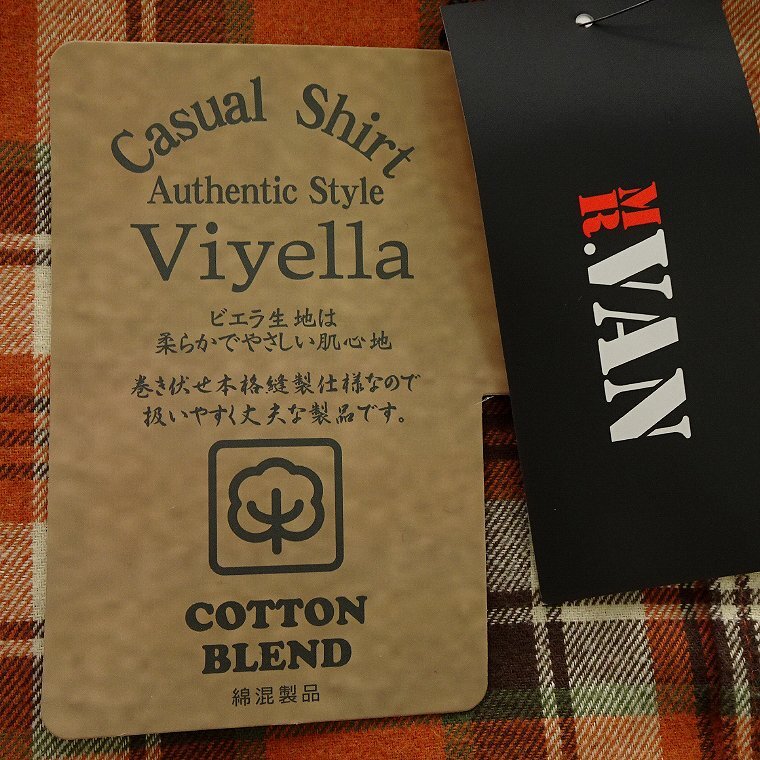 Casual Shirt
Authentic Style
Viyella
ビエラ生地は
柔らかでやさしい肌心地
巻き伏せ本格縫製仕様なので
扱いやすく丈夫な製品です。
COTTON
BLEND
綿混製品
MR.VAN